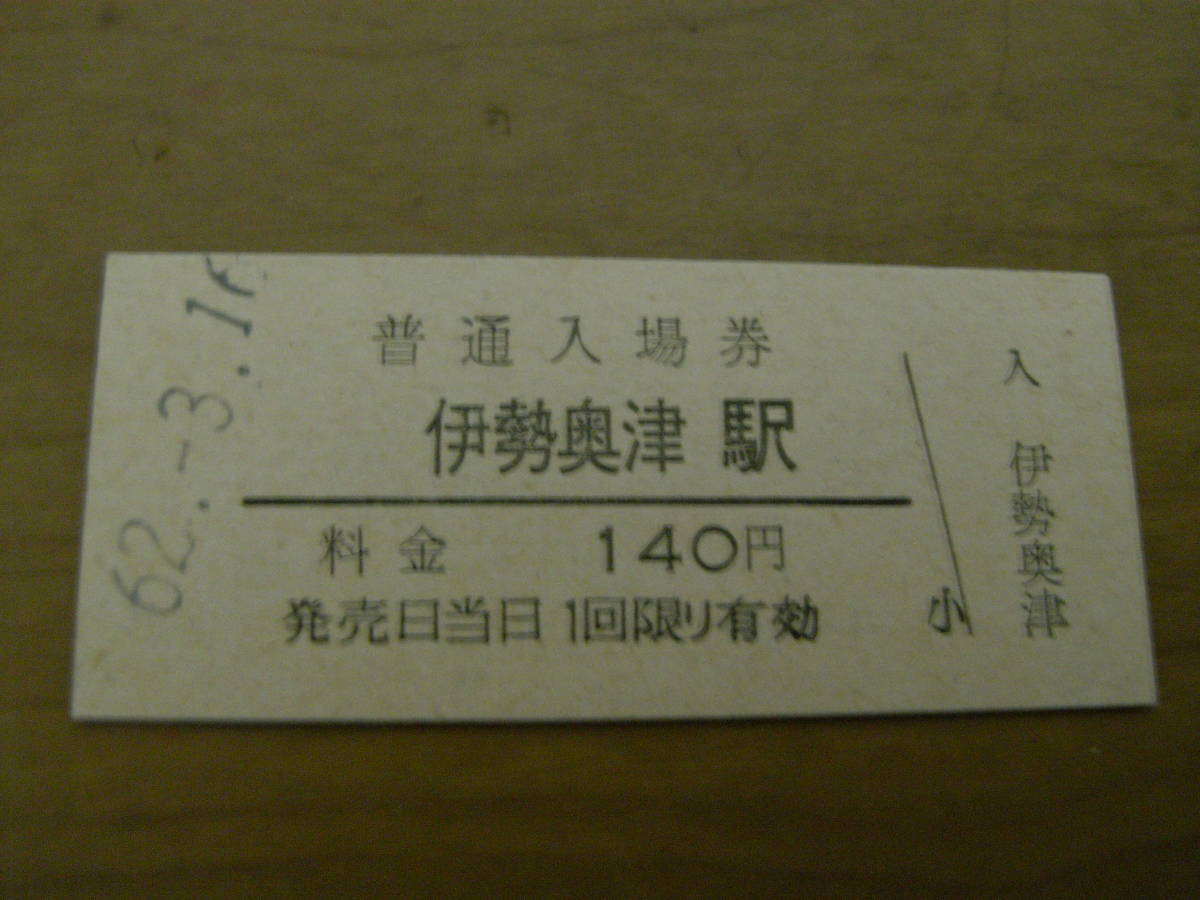 62.-3.1
普通入場券
伊勢奥津 駅
料金 140円
発売日当日1回限り有効
小
入
伊勢奥津